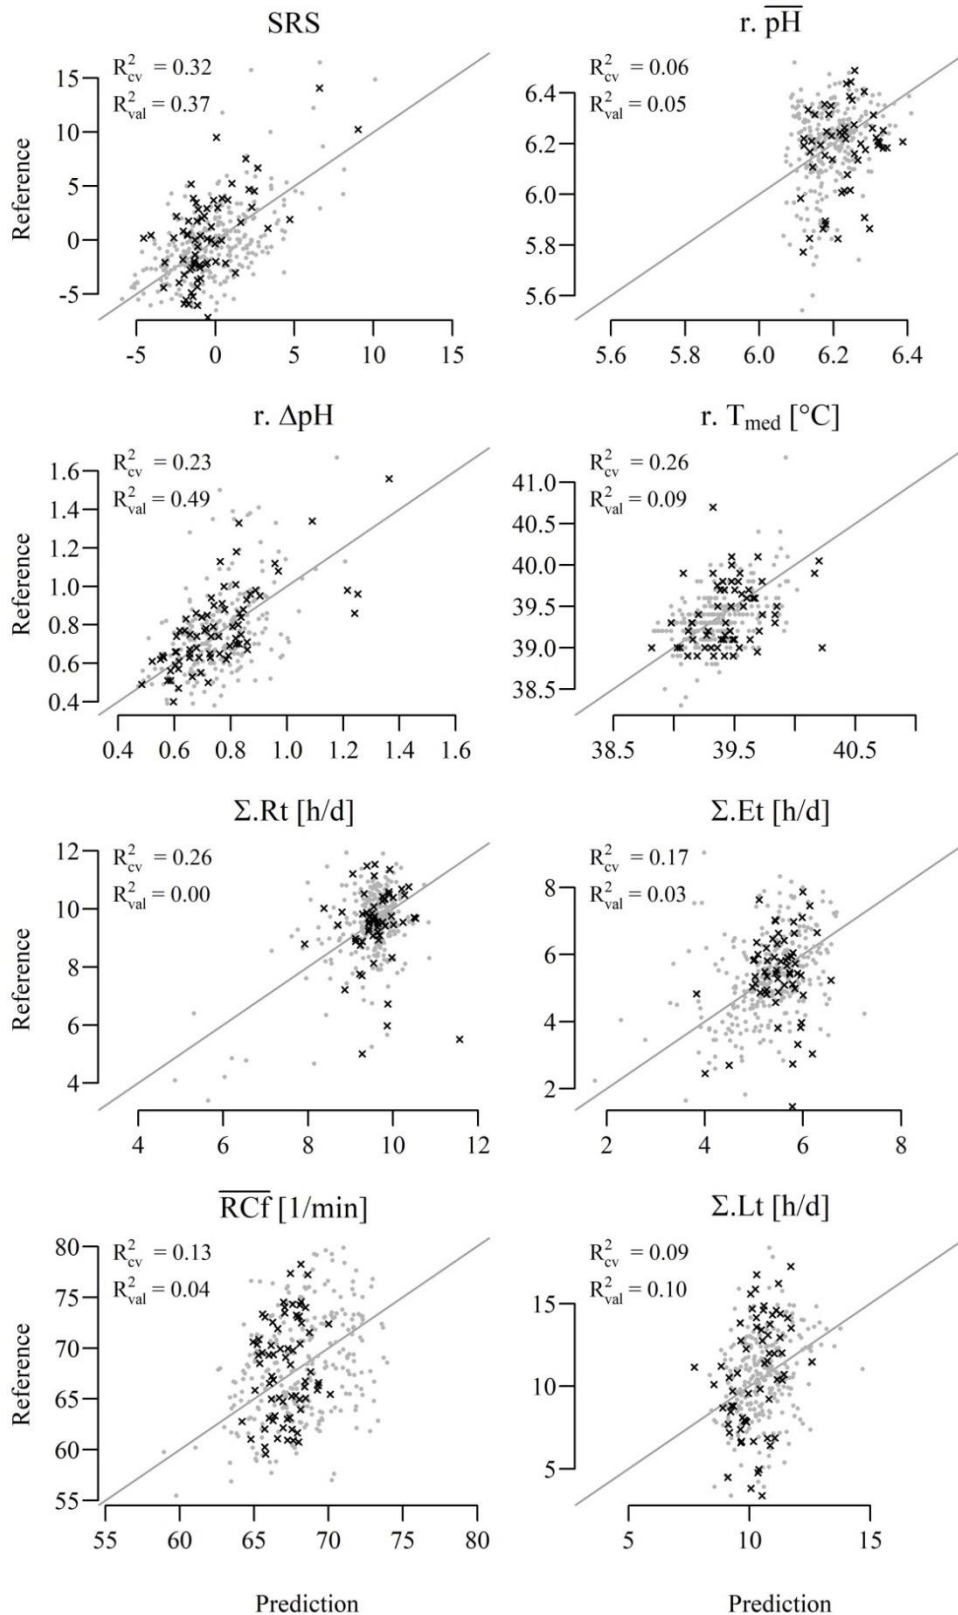 SRS
R²cv = 0.32
R²val = 0.37
Reference
15
10
5
0
-5
-5 0 5 10 15
r. p̅H̅
R²cv = 0.06
R²val = 0.05
6.4
6.2
6.0
5.8
5.6
5.6 5.8 6.0 6.2 6.4
r. ΔpH
R²cv = 0.23
R²val = 0.49
Reference
1.6
1.4
1.2
1.0
0.8
0.6
0.4
0.4 0.6 0.8 1.0 1.2 1.4 1.6
r. Tmed [°C]
R²cv = 0.26
R²val = 0.09
41.0
40.5
40.0
39.5
39.0
38.5
38.5 39.5 40.5
Σ.Rt [h/d]
R²cv = 0.26
R²val = 0.00
Reference
12
10
8
6
4
4 6 8 10 12
Σ.Et [h/d]
R²cv = 0.17
R²val = 0.03
8
6
4
2
2 4 6 8
R̅C̅f̅ [1/min]
R²cv = 0.13
R²val = 0.04
Reference
80
75
70
65
60
55
55 60 65 70 75 80
Prediction
Σ.Lt [h/d]
R²cv = 0.09
R²val = 0.10
15
10
5
5 10 15
Prediction